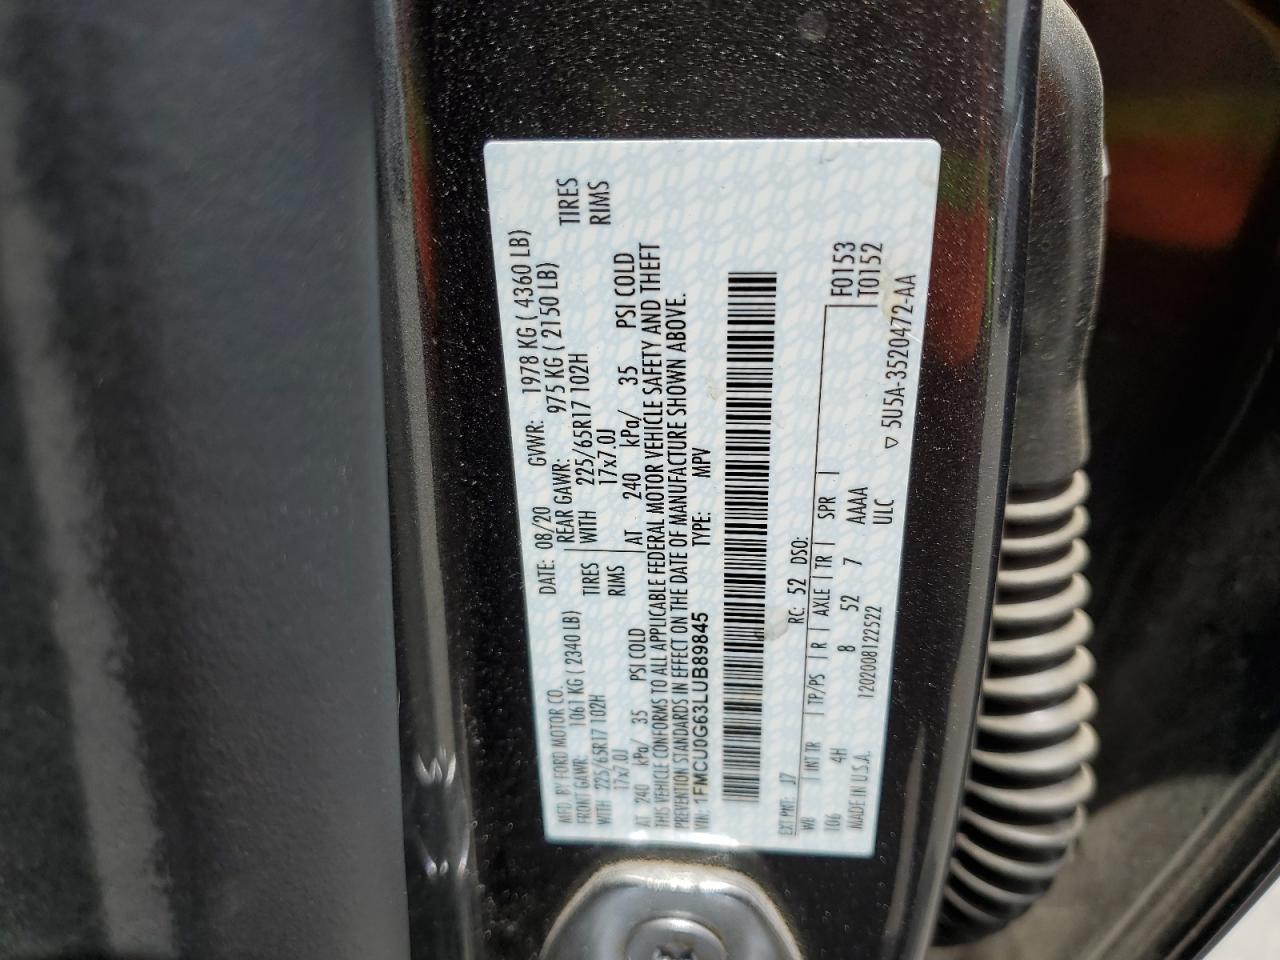 MFD. BY FORD MOTOR CO.
DATE: 08/20 GVWR: 1978 KG ( 4360 LB)
FRONT GAWR: 1061 KG ( 2340 LB) REAR GAWR: 975 KG ( 2150 LB)
WITH 225/65R17 102H TIRES WITH 225/65R17 102H TIRES
17x7.0J RIMS 17x7.0J RIMS
AT 240 kPa/ 35 PSI COLD AT 240 kPa/ 35 PSI COLD
THIS VEHICLE CONFORMS TO ALL APPLICABLE FEDERAL MOTOR VEHICLE SAFETY AND THEFT
PREVENTION STANDARDS IN EFFECT ON THE DATE OF MANUFACTURE SHOWN ABOVE.
VIN: 1FMCU0G63LUB89845 TYPE: MPV
EXT PNT: J7 RC: 52 DSO:
WB INT TR TP/PS R AXLE TR SPR F0153
106 4H 8 52 7 AAAA T0152
ULC
MADE IN U.S.A. 1202008122522 ▽ 5U5A-3520472-AA